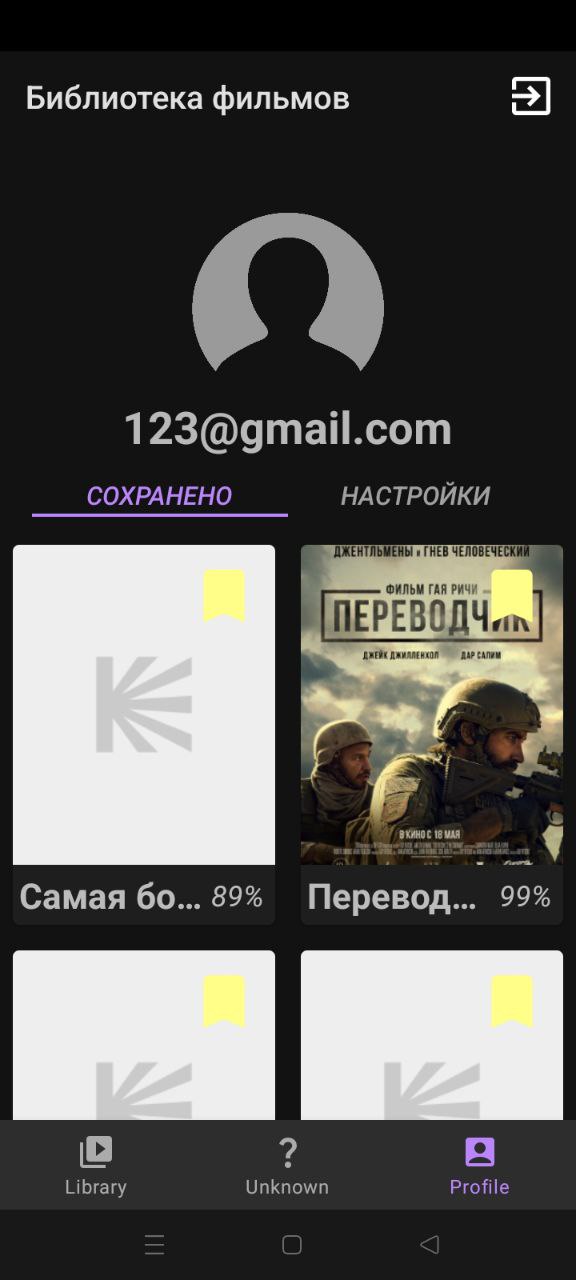 Библиотека фильмов
123@gmail.com
СОХРАНЕНО
НАСТРОЙКИ
ДЖЕНТЛЬМЕНЫ и ГНЕВ ЧЕЛОВЕЧЕСКИЙ
ФИЛЬМ ГАЯ РИЧИ
ПЕРЕВОДЧИК
ДЖЕЙК ДЖИЛЛЕНХОЛ ДАР САЛИМ
В КИНО С 18 МАЯ
Самая бо... 89%
Перевод... 99%
Library
Unknown
Profile